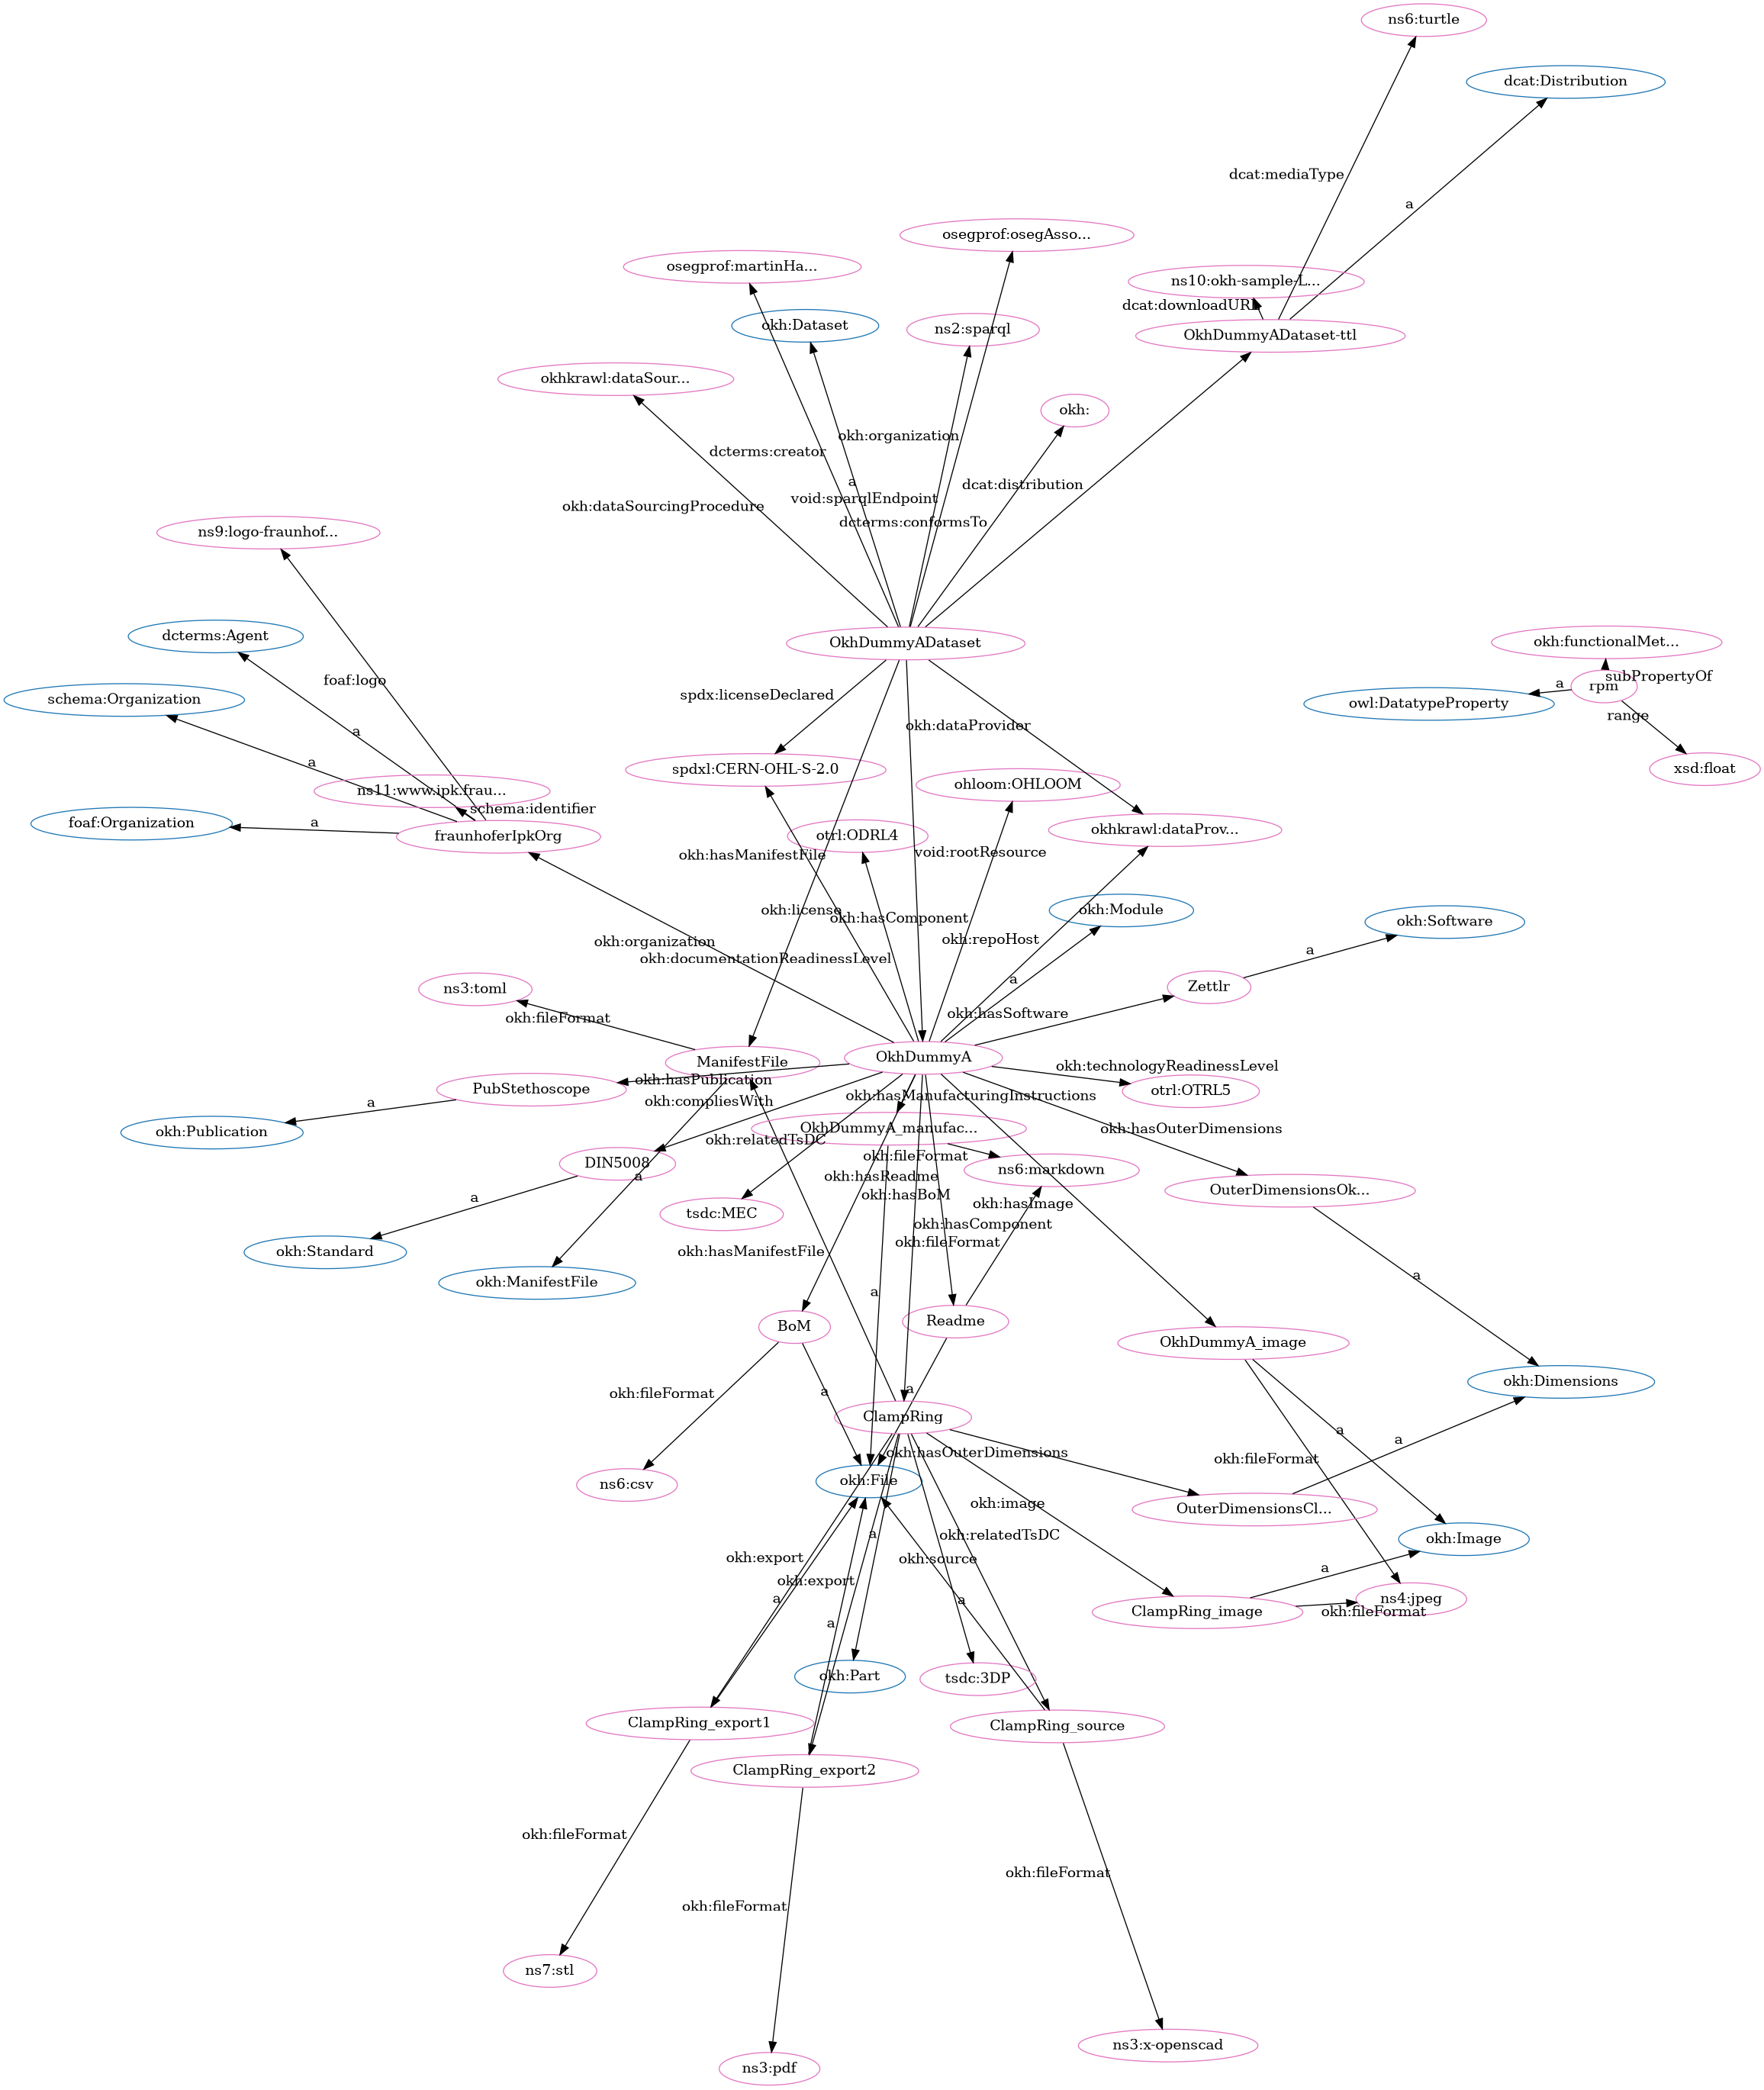 ns6:turtle
dcat:Distribution
dcat:mediaType
a
osegprof:osegAsso...
osegprof:martinHa...
ns10:okh-sample-L...
dcat:downloadURL
okh:Dataset
ns2:sparql
OkhDummyADataset-ttl
okhkrawl:dataSour...
okh:
okh:organization
dcterms:creator
a
dcat:distribution
void:sparqlEndpoint
okh:dataSourcingProcedure
dcterms:conformsTo
ns9:logo-fraunhof...
dcterms:Agent
OkhDummyADataset
okh:functionalMet...
subPropertyOf
foaf:logo
a
rpm
schema:Organization
spdx:licenseDeclared
owl:DatatypeProperty
range
a
okh:dataProvider
a
spdxl:CERN-OHL-S-2.0
xsd:float
ns11:www.ipk.frau...
ohloom:OHLOOM
schema:identifier
foaf:Organization
a
fraunhoferIpkOrg
otrl:ODRL4
okhkrawl:dataProv...
okh:hasManifestFile
void:rootResource
okh:license
okh:hasComponent
okh:Module
okh:Software
okh:organization
okh:repoHost
a
okh:documentationReadinessLevel
ns3:toml
a
Zettlr
okh:fileFormat
okh:hasSoftware
ManifestFile
OkhDummyA
okh:technologyReadinessLevel
PubStethoscope
okh:hasPublication
otrl:OTRL5
a
okh:compliesWith
okh:hasManufacturingInstructions
okh:Publication
okh:relatedTsDC
OkhDummyA_manufac...
okh:hasOuterDimensions
DIN5008
okh:fileFormat
ns6:markdown
a
okh:hasReadme
OuterDimensionsOk...
a
tsdc:MEC
okh:hasBoM
okh:hasImage
okh:Standard
okh:hasManifestFile
okh:hasComponent
okh:fileFormat
okh:ManifestFile
a
a
BoM
Readme
OkhDummyA_image
okh:fileFormat
a
a
okh:Dimensions
ClampRing
a
a
ns6:csv
okh:File
okh:hasOuterDimensions
okh:fileFormat
okh:image
OuterDimensionsCl...
okh:export
a
okh:relatedTsDC
okh:source
okh:Image
okh:export
a
a
a
ClampRing_image
ns4:jpeg
okh:fileFormat
a
okh:Part
tsdc:3DP
ClampRing_export1
ClampRing_source
ClampRing_export2
okh:fileFormat
okh:fileFormat
okh:fileFormat
ns7:stl
ns3:x-openscad
ns3:pdf